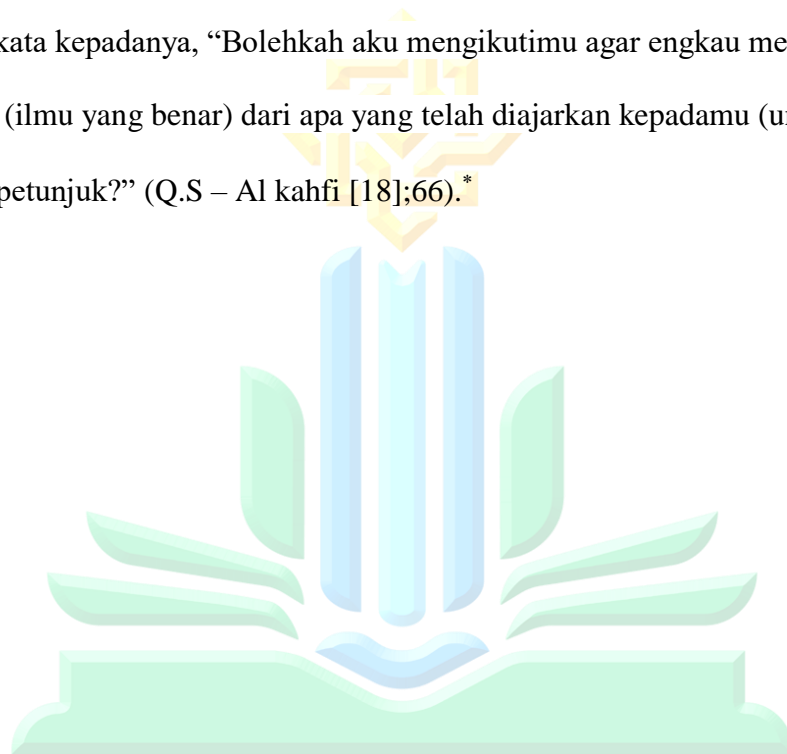 kata kepadanya, “Bolehkah aku mengikutimu agar engkau me
(ilmu yang benar) dari apa yang telah diajarkan kepadamu (u
petunjuk?” (Q.S – Al kahfi [18];66).*